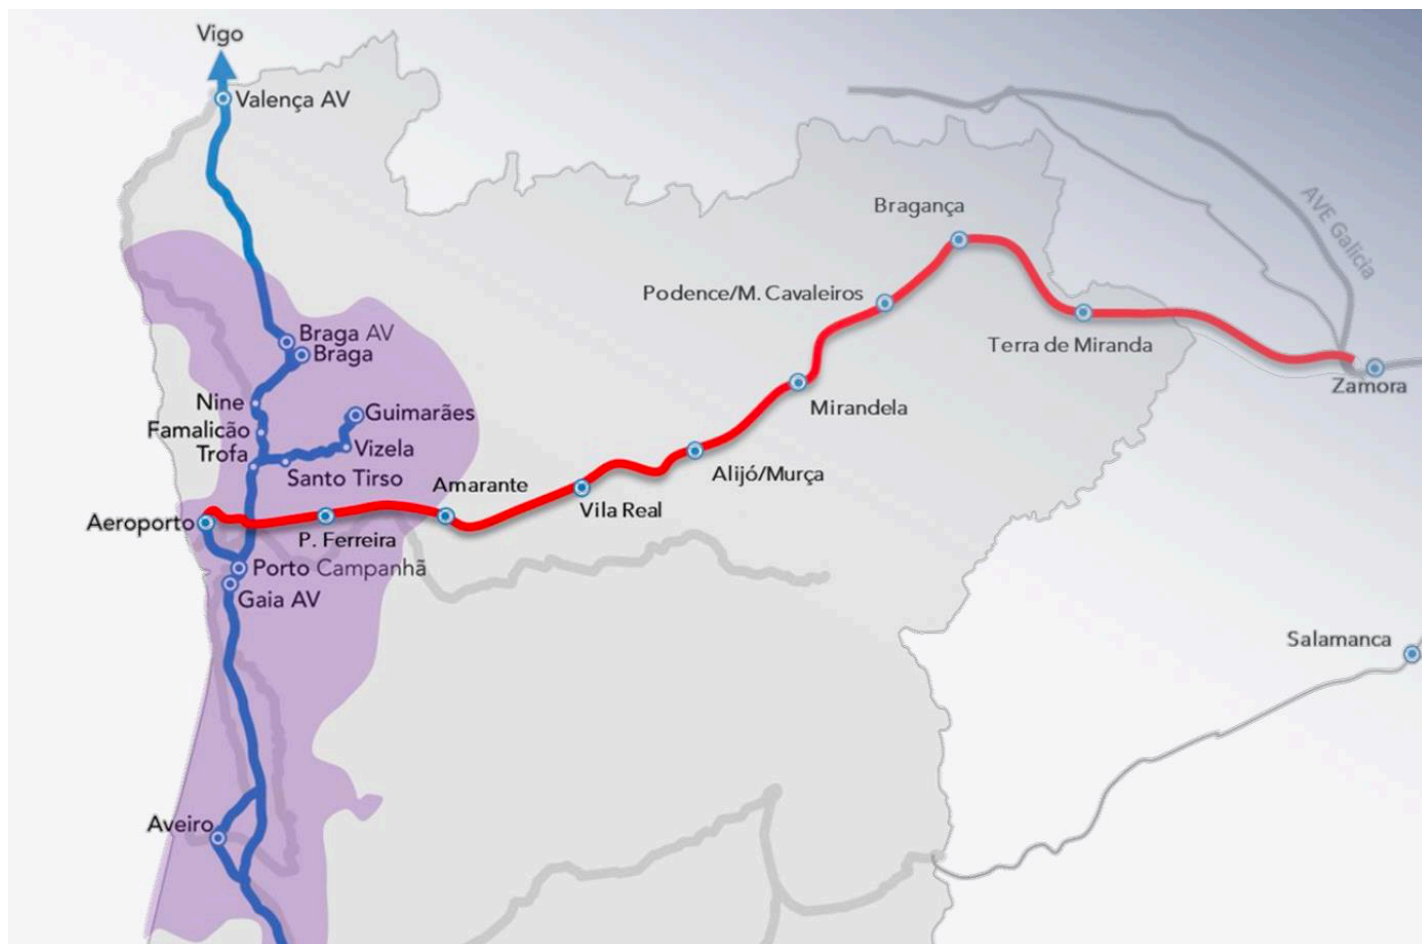 Vigo
Valença AV
AVE Galicia
Bragança
Podence/M. Cavaleiros
Braga AV
Braga
Terra de Miranda
Zamora
Nine
Guimarães
Mirandela
Famalicão
Trofa
Vizela
Santo Tirso
Alijó/Murça
Amarante
Vila Real
Aeroporto
P. Ferreira
Porto Campanhã
Gaia AV
Salamanca
Aveiro